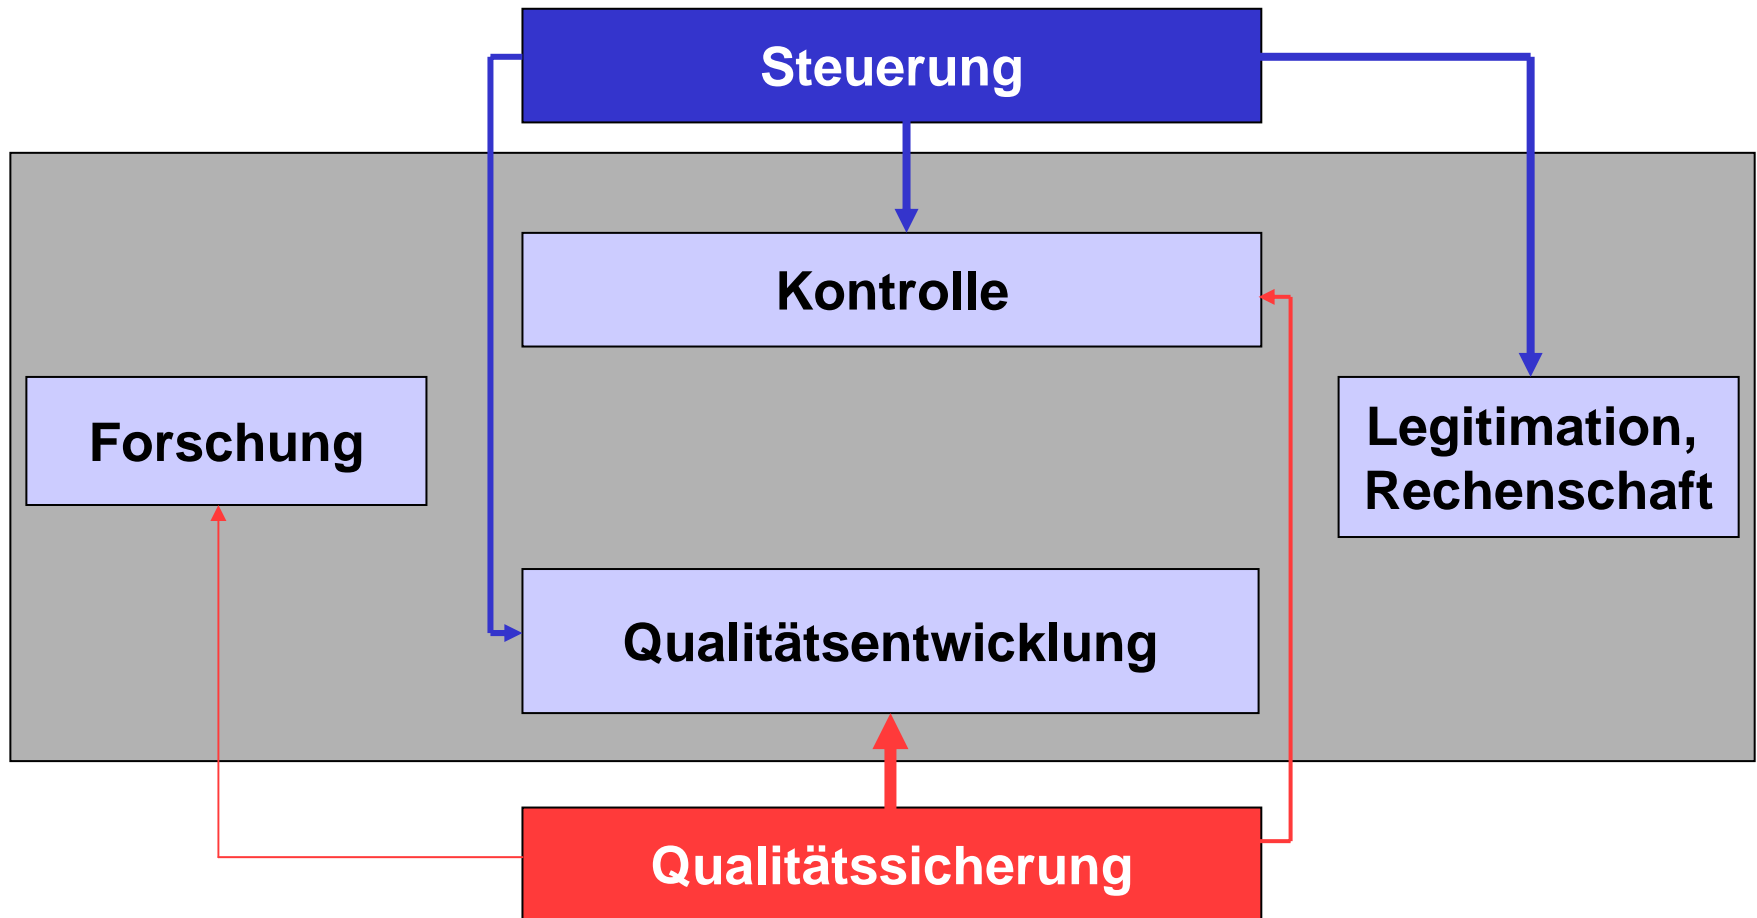 Steuerung
Kontrolle
Forschung
Legitimation,
Rechenschaft
Qualitätsentwicklung
Qualitätssicherung